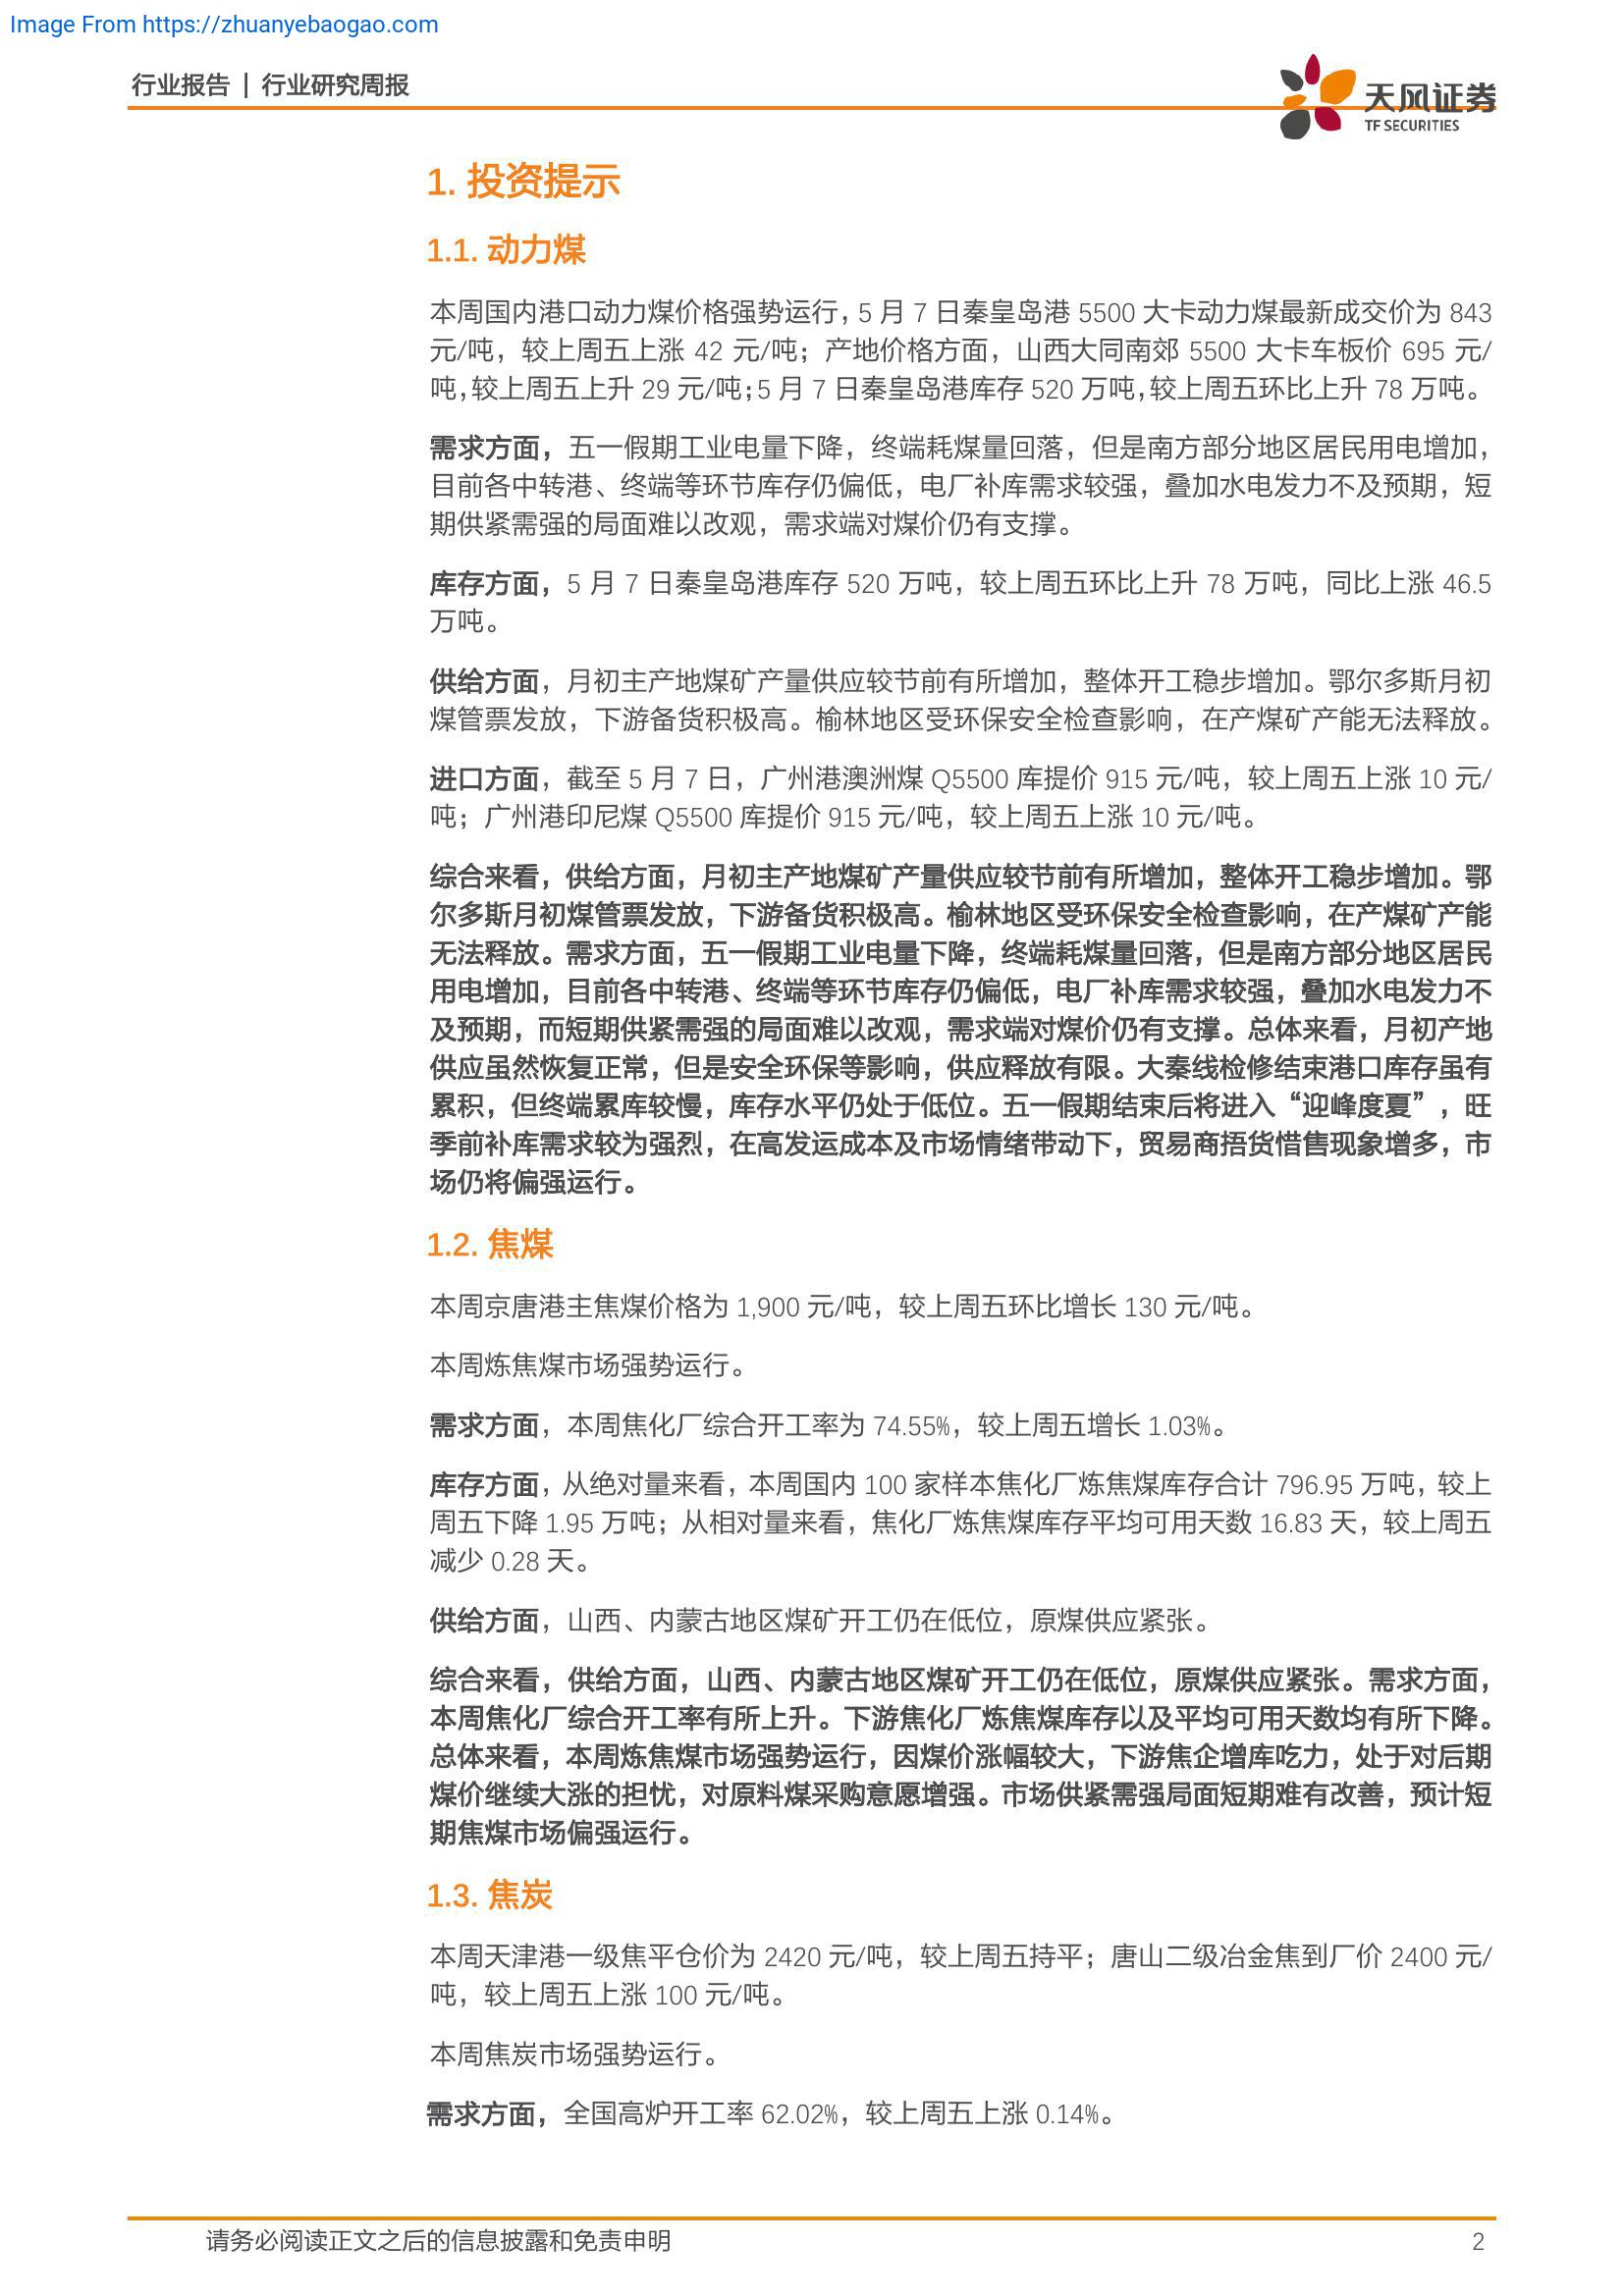 Image From https://zhuanyebaogao.com
行业报告 | 行业研究周报
天风证券
TF SECURITIES
1. 投资提示
1.1. 动力煤
本周国内港口动力煤价格强势运行，5 月 7 日秦皇岛港 5500 大卡动力煤最新成交价为 843
元/吨，较上周五上涨 42 元/吨；产地价格方面，山西大同南郊 5500 大卡车板价 695 元/
吨，较上周五上升 29 元/吨；5 月 7 日秦皇岛港库存 520 万吨，较上周五环比上升 78 万吨。
需求方面，五一假期工业电量下降，终端耗煤量回落，但是南方部分地区居民用电增加，
目前各中转港、终端等环节库存仍偏低，电厂补库需求较强，叠加水电发力不及预期，短
期供紧需强的局面难以改观，需求端对煤价仍有支撑。
库存方面，5 月 7 日秦皇岛港库存 520 万吨，较上周五环比上升 78 万吨，同比上涨 46.5
万吨。
供给方面，月初主产地煤矿产量供应较节前有所增加，整体开工稳步增加。鄂尔多斯月初
煤管票发放，下游备货积极高。榆林地区受环保安全检查影响，在产煤矿产能无法释放。
进口方面，截至 5 月 7 日，广州港澳洲煤 Q5500 库提价 915 元/吨，较上周五上涨 10 元/
吨；广州港印尼煤 Q5500 库提价 915 元/吨，较上周五上涨 10 元/吨。
综合来看，供给方面，月初主产地煤矿产量供应较节前有所增加，整体开工稳步增加。鄂
尔多斯月初煤管票发放，下游备货积极高。榆林地区受环保安全检查影响，在产煤矿产能
无法释放。需求方面，五一假期工业电量下降，终端耗煤量回落，但是南方部分地区居民
用电增加，目前各中转港、终端等环节库存仍偏低，电厂补库需求较强，叠加水电发力不
及预期，而短期供紧需强的局面难以改观，需求端对煤价仍有支撑。总体来看，月初产地
供应虽然恢复正常，但是安全环保等影响，供应释放有限。大秦线检修结束港口库存虽有
累积，但终端累库较慢，库存水平仍处于低位。五一假期结束后将进入“迎峰度夏”，旺
季前补库需求较为强烈，在高发运成本及市场情绪带动下，贸易商捂货惜售现象增多，市
场仍将偏强运行。
1.2. 焦煤
本周京唐港主焦煤价格为 1,900 元/吨，较上周五环比增长 130 元/吨。
本周炼焦煤市场强势运行。
需求方面，本周焦化厂综合开工率为 74.55%，较上周五增长 1.03%。
库存方面，从绝对量来看，本周国内 100 家样本焦化厂炼焦煤库存合计 796.95 万吨，较上
周五下降 1.95 万吨；从相对量来看，焦化厂炼焦煤库存平均可用天数 16.83 天，较上周五
减少 0.28 天。
供给方面，山西、内蒙古地区煤矿开工仍在低位，原煤供应紧张。
综合来看，供给方面，山西、内蒙古地区煤矿开工仍在低位，原煤供应紧张。需求方面，
本周焦化厂综合开工率有所上升。下游焦化厂炼焦煤库存以及平均可用天数均有所下降。
总体来看，本周炼焦煤市场强势运行，因煤价涨幅较大，下游焦企增库吃力，处于对后期
煤价继续大涨的担忧，对原料煤采购意愿增强。市场供紧需强局面短期难有改善，预计短
期焦煤市场偏强运行。
1.3. 焦炭
本周天津港一级焦平仓价为 2420 元/吨，较上周五持平；唐山二级冶金焦到厂价 2400 元/
吨，较上周五上涨 100 元/吨。
本周焦炭市场强势运行。
需求方面，全国高炉开工率 62.02%，较上周五上涨 0.14%。
请务必阅读正文之后的信息披露和免责申明
2